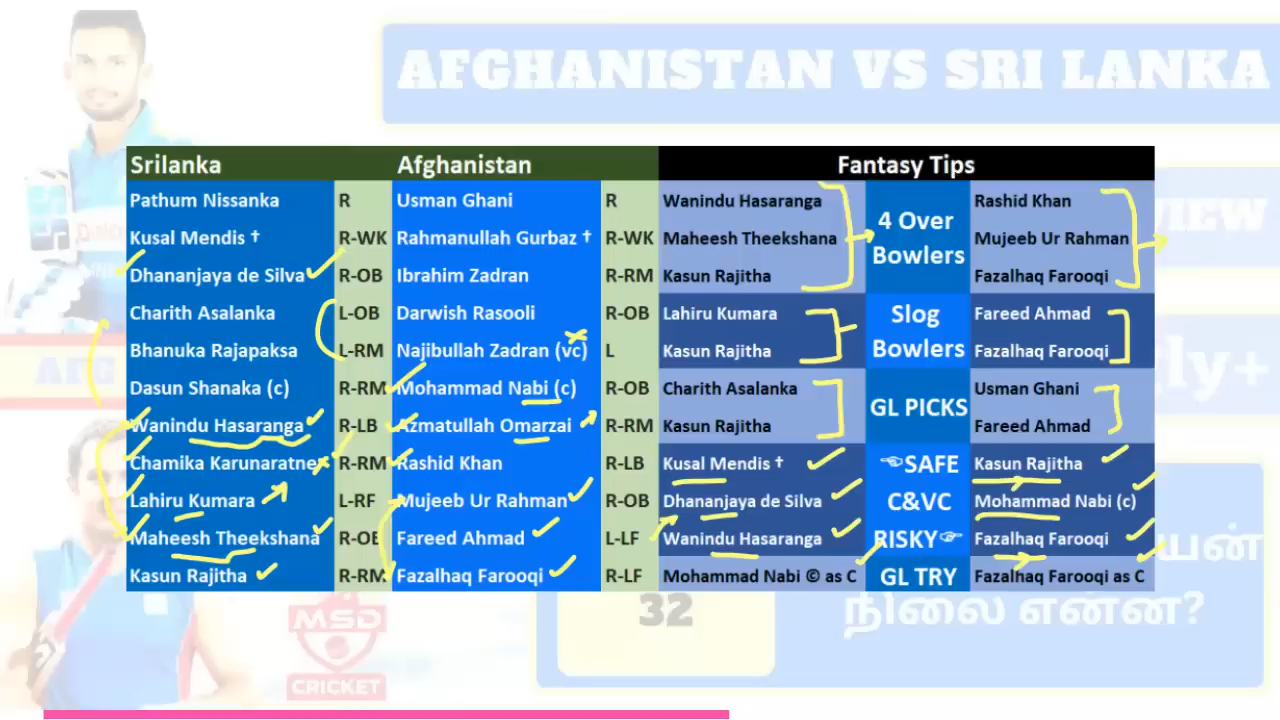 AFGHANISTAN VS SRI LANKA
Srilanka Afghanistan Fantasy Tips
Pathum Nissanka R Usman Ghani R Wanindu Hasaranga 4 Over Bowlers Rashid Khan
Kusal Mendis † R-WK Rahmanullah Gurbaz † R-WK Maheesh Theekshana Mujeeb Ur Rahman
Dhananjaya de Silva R-OB Ibrahim Zadran R-RM Kasun Rajitha Fazalhaq Farooqi
Charith Asalanka L-OB Darwish Rasooli R-OB Lahiru Kumara Slog Bowlers Fareed Ahmad
Bhanuka Rajapaksa L-RM Najibullah Zadran (vc) L Kasun Rajitha Fazalhaq Farooqi
Dasun Shanaka (c) R-RM Mohammad Nabi (c) R-OB Charith Asalanka GL PICKS Usman Ghani
Wanindu Hasaranga R-LB Azmatullah Omarzai R-RM Kasun Rajitha Fareed Ahmad
Chamika Karunaratne R-RM Rashid Khan R-LB Kusal Mendis † ☜SAFE Kasun Rajitha
Lahiru Kumara L-RF Mujeeb Ur Rahman R-OB Dhananjaya de Silva C&VC Mohammad Nabi (c)
Maheesh Theekshana R-OB Fareed Ahmad L-LF Wanindu Hasaranga RISKY☞ Fazalhaq Farooqi
Kasun Rajitha R-RM Fazalhaq Farooqi R-LF Mohammad Nabi © as C GL TRY Fazalhaq Farooqi as C
VIEW
AFG
gly+
யன்
32
நிலை என்ன?
MSD
CRICKET